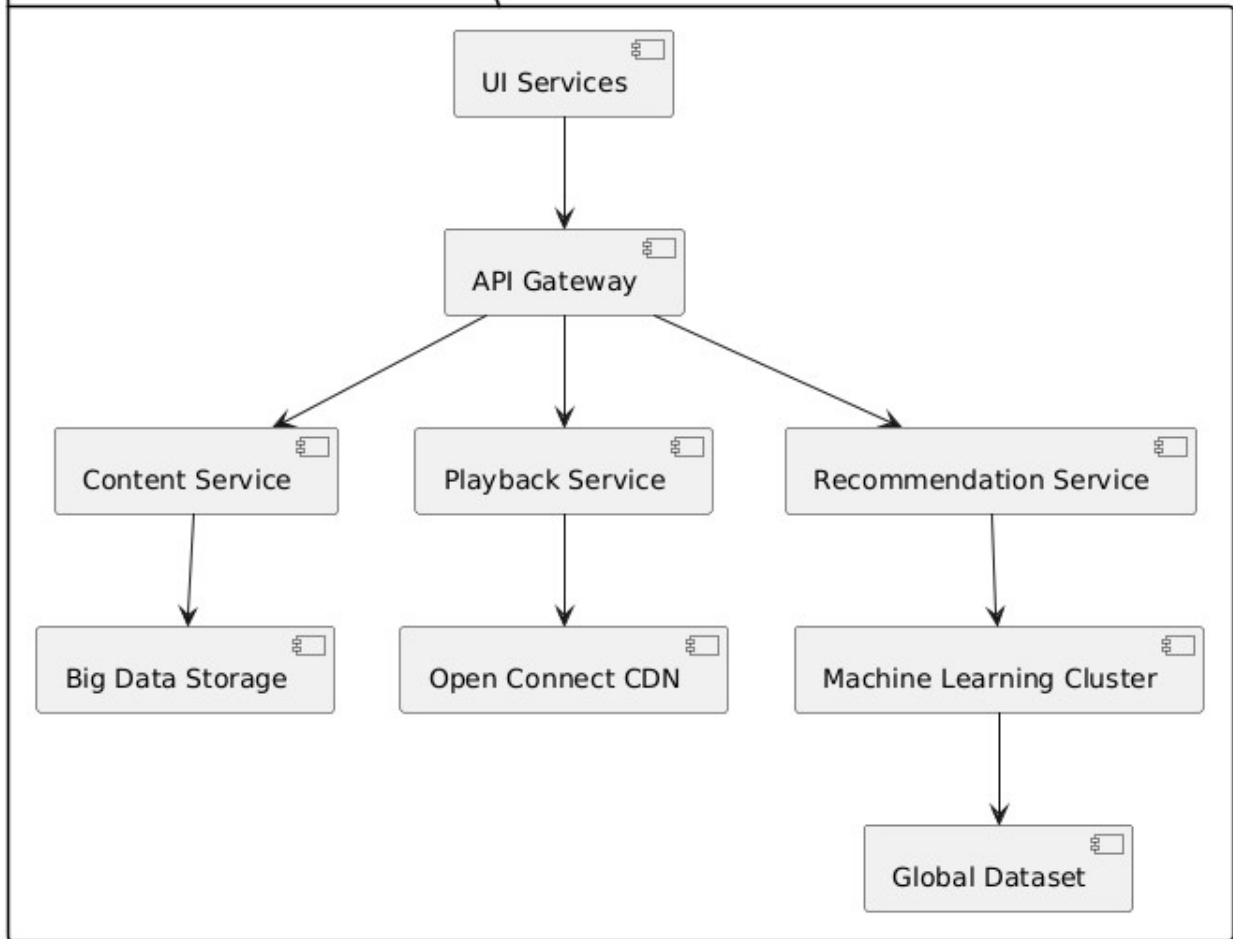 UI Services
API Gateway
Content Service
Playback Service
Recommendation Service
Big Data Storage
Open Connect CDN
Machine Learning Cluster
Global Dataset